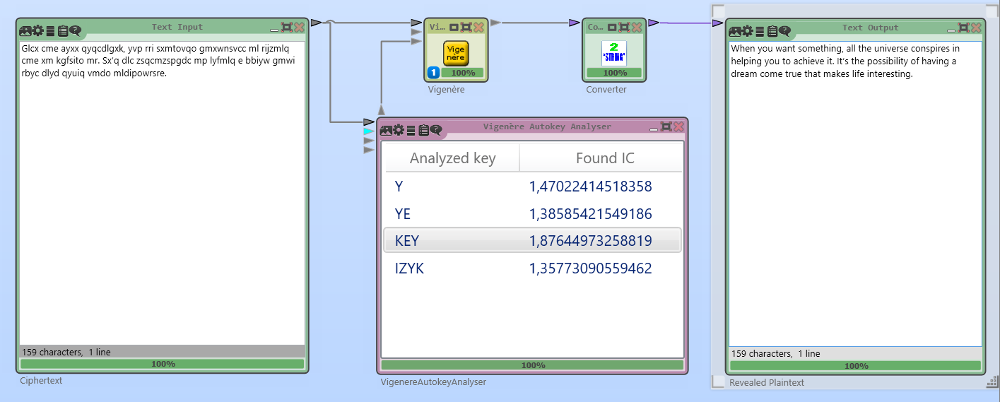 Text Input
Glcx cme ayxx qyqcdlgxk, yvp rri sxmtovqo gmxwnsvcc ml rijzmlq
cme xm kgfsito mr. Sx'q dlc zsqcmzspgdc mp lyfmlq e bbiyw gmwi
rbyc dlyd qyuiq vmdo mldipowrsre.
159 characters, 1 line
100%
Ciphertext
Vi...
Vige
nère
1
100%
Vigenère
Co...
2
"STRING"
100%
Converter
Vigenère Autokey Analyser
Analyzed key Found IC
Y 1,47022414518358
YE 1,38585421549186
KEY 1,87644973258819
IZYK 1,35773090559462
100%
VigenereAutokeyAnalyser
Text Output
When you want something, all the universe conspires in
helping you to achieve it. It's the possibility of having a
dream come true that makes life interesting.
159 characters, 1 line
100%
Revealed Plaintext